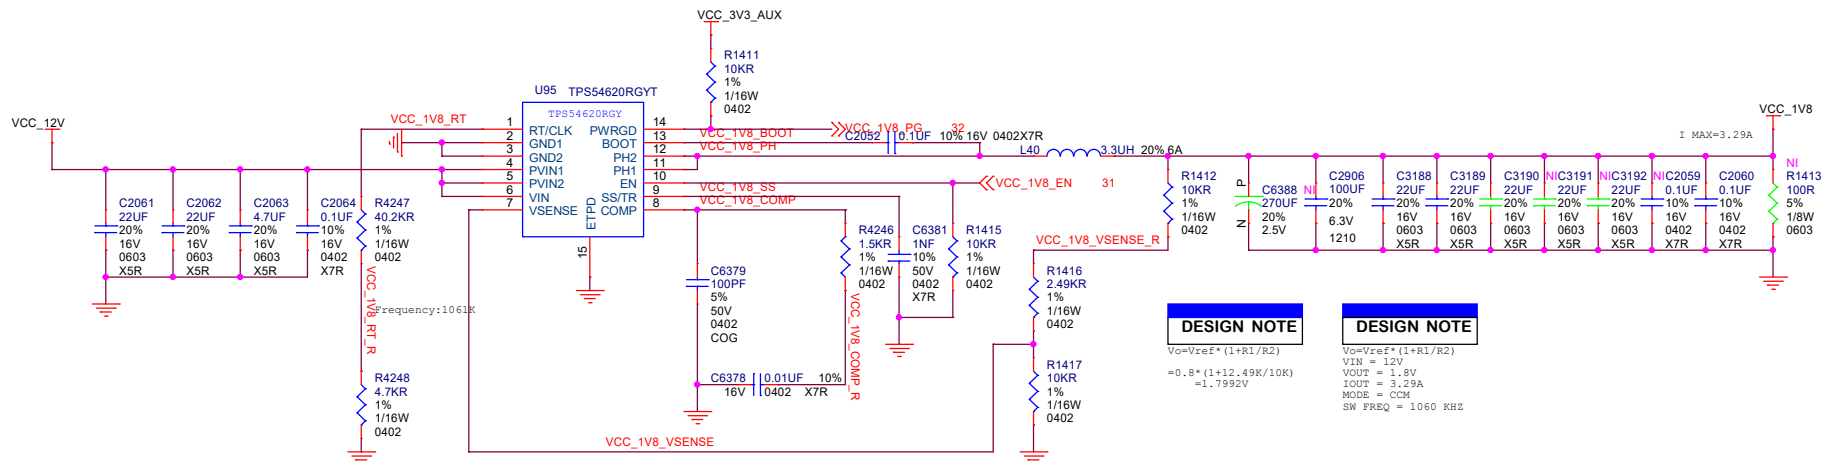 VCC_3V3_AUX
R1411
10KR
1%
1/16W
0402
U95 TPS54620RGYT
TPS54620RGY
VCC_12V
VCC_1V8_RT
1 RT/CLK PWRGD 14
2 GND1 BOOT 13
3 GND2 PH2 12
4 PVIN1 PH1 11
5 PVIN2 EN 10
6 VIN SS/TR 9
7 VSENSE COMP 8
ETPD
15
VCC_1V8_PG 32
VCC_1V8_BOOT
C2052 0.1UF 10% 16V 0402X7R
VCC_1V8_PH
L40 3.3UH 20% 6A
VCC_1V8_EN 31
VCC_1V8_SS
VCC_1V8_COMP
VCC_1V8
I MAX=3.29A
C2061
22UF
20%
16V
0603
X5R
C2062
22UF
20%
16V
0603
X5R
C2063
4.7UF
20%
16V
0603
X5R
C2064
0.1UF
10%
16V
0402
X7R
R4247
40.2KR
1%
1/16W
0402
VCC_1V8_RT_R
Frequency:1061K
R4248
4.7KR
1%
1/16W
0402
C6379
100PF
5%
50V
0402
COG
C6378 0.01UF 10%
16V 0402 X7R
R4246
1.5KR
1%
1/16W
0402
VCC_1V8_COMP_R
C6381
1NF
10%
50V
0402
X7R
R1415
10KR
1%
1/16W
0402
VCC_1V8_VSENSE_R
R1412
10KR
1%
1/16W
0402
R1416
2.49KR
1%
1/16W
0402
R1417
10KR
1%
1/16W
0402
VCC_1V8_VSENSE
P
N
C6388
270UF
20%
2.5V
NI
C2906
100UF
20%
6.3V
1210
C3188
22UF
20%
16V
0603
X5R
C3189
22UF
20%
16V
0603
X5R
C3190
22UF
20%
16V
0603
X5R
NI
C3191
22UF
20%
16V
0603
X5R
NI
C3192
22UF
20%
16V
0603
X5R
NI
C2059
0.1UF
10%
16V
0402
X7R
C2060
0.1UF
10%
16V
0402
X7R
NI
R1413
100R
5%
1/8W
0603
DESIGN NOTE
Vo=Vref*(1+R1/R2)
=0.8*(1+12.49K/10K)
=1.7992V
DESIGN NOTE
Vo=Vref*(1+R1/R2)
VIN = 12V
VOUT = 1.8V
IOUT = 3.29A
MODE = CCM
SW FREQ = 1060 KHZ